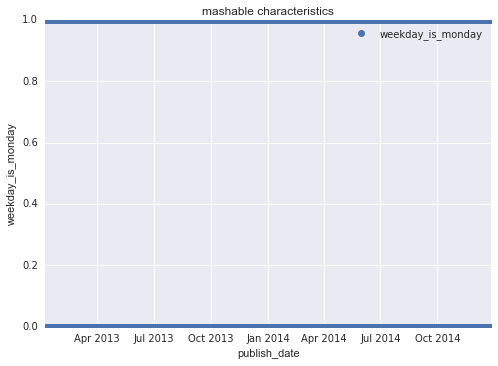 mashable characteristics
1.0
weekday_is_monday
0.8
0.6
0.4
0.2
0.0
weekday_is_monday
Apr 2013 Jul 2013 Oct 2013 Jan 2014 Apr 2014 Jul 2014 Oct 2014
publish_date